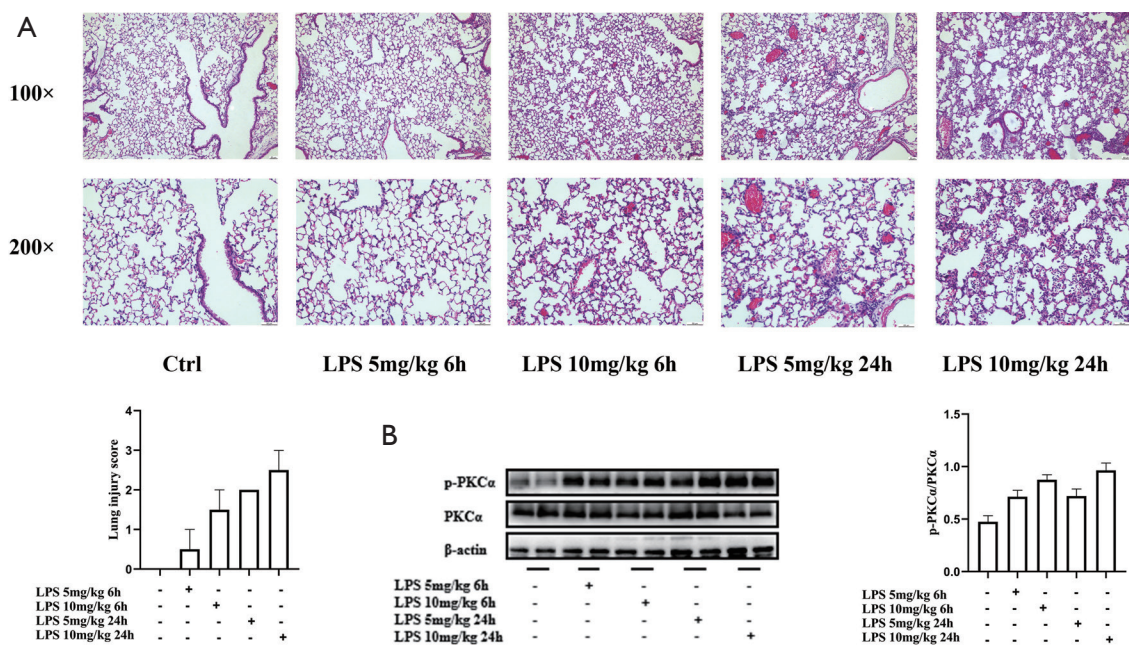 A
100×
200×
Ctrl
LPS 5mg/kg 6h
LPS 10mg/kg 6h
LPS 5mg/kg 24h
LPS 10mg/kg 24h
Lung injury score
4
3
2
1
0
LPS 5mg/kg 6h - + - - -
LPS 10mg/kg 6h - - + - -
LPS 5mg/kg 24h - - - + -
LPS 10mg/kg 24h - - - - +
B
p-PKCα
PKCα
β-actin
LPS 5mg/kg 6h - + - - -
LPS 10mg/kg 6h - - + - -
LPS 5mg/kg 24h - - - + -
LPS 10mg/kg 24h - - - - +
p-PKCα/PKCα
1.5
1.0
0.5
0.0
LPS 5mg/kg 6h - + - - -
LPS 10mg/kg 6h - - + - -
LPS 5mg/kg 24h - - - + -
LPS 10mg/kg 24h - - - - +